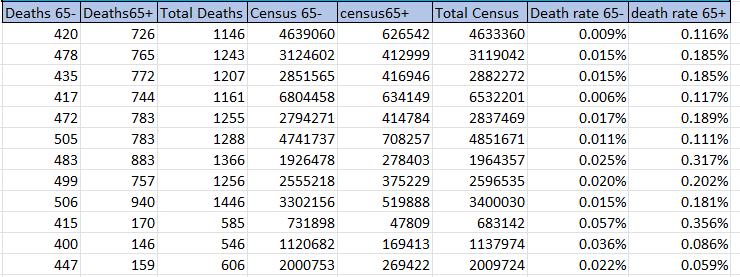 Deaths 65- Deaths65+ Total Deaths Census 65- census65+ Total Census Death rate 65- death rate 65+
420 726 1146 4639060 626542 4633360 0.009% 0.116%
478 765 1243 3124602 412999 3119042 0.015% 0.185%
435 772 1207 2851565 416946 2882272 0.015% 0.185%
417 744 1161 6804458 634149 6532201 0.006% 0.117%
472 783 1255 2794271 414784 2837469 0.017% 0.189%
505 783 1288 4741737 708257 4851671 0.011% 0.111%
483 883 1366 1926478 278403 1964357 0.025% 0.317%
499 757 1256 2555218 375229 2596535 0.020% 0.202%
506 940 1446 3302156 519888 3400030 0.015% 0.181%
415 170 585 731898 47809 683142 0.057% 0.356%
400 146 546 1120682 169413 1137974 0.036% 0.086%
447 159 606 2000753 269422 2009724 0.022% 0.059%